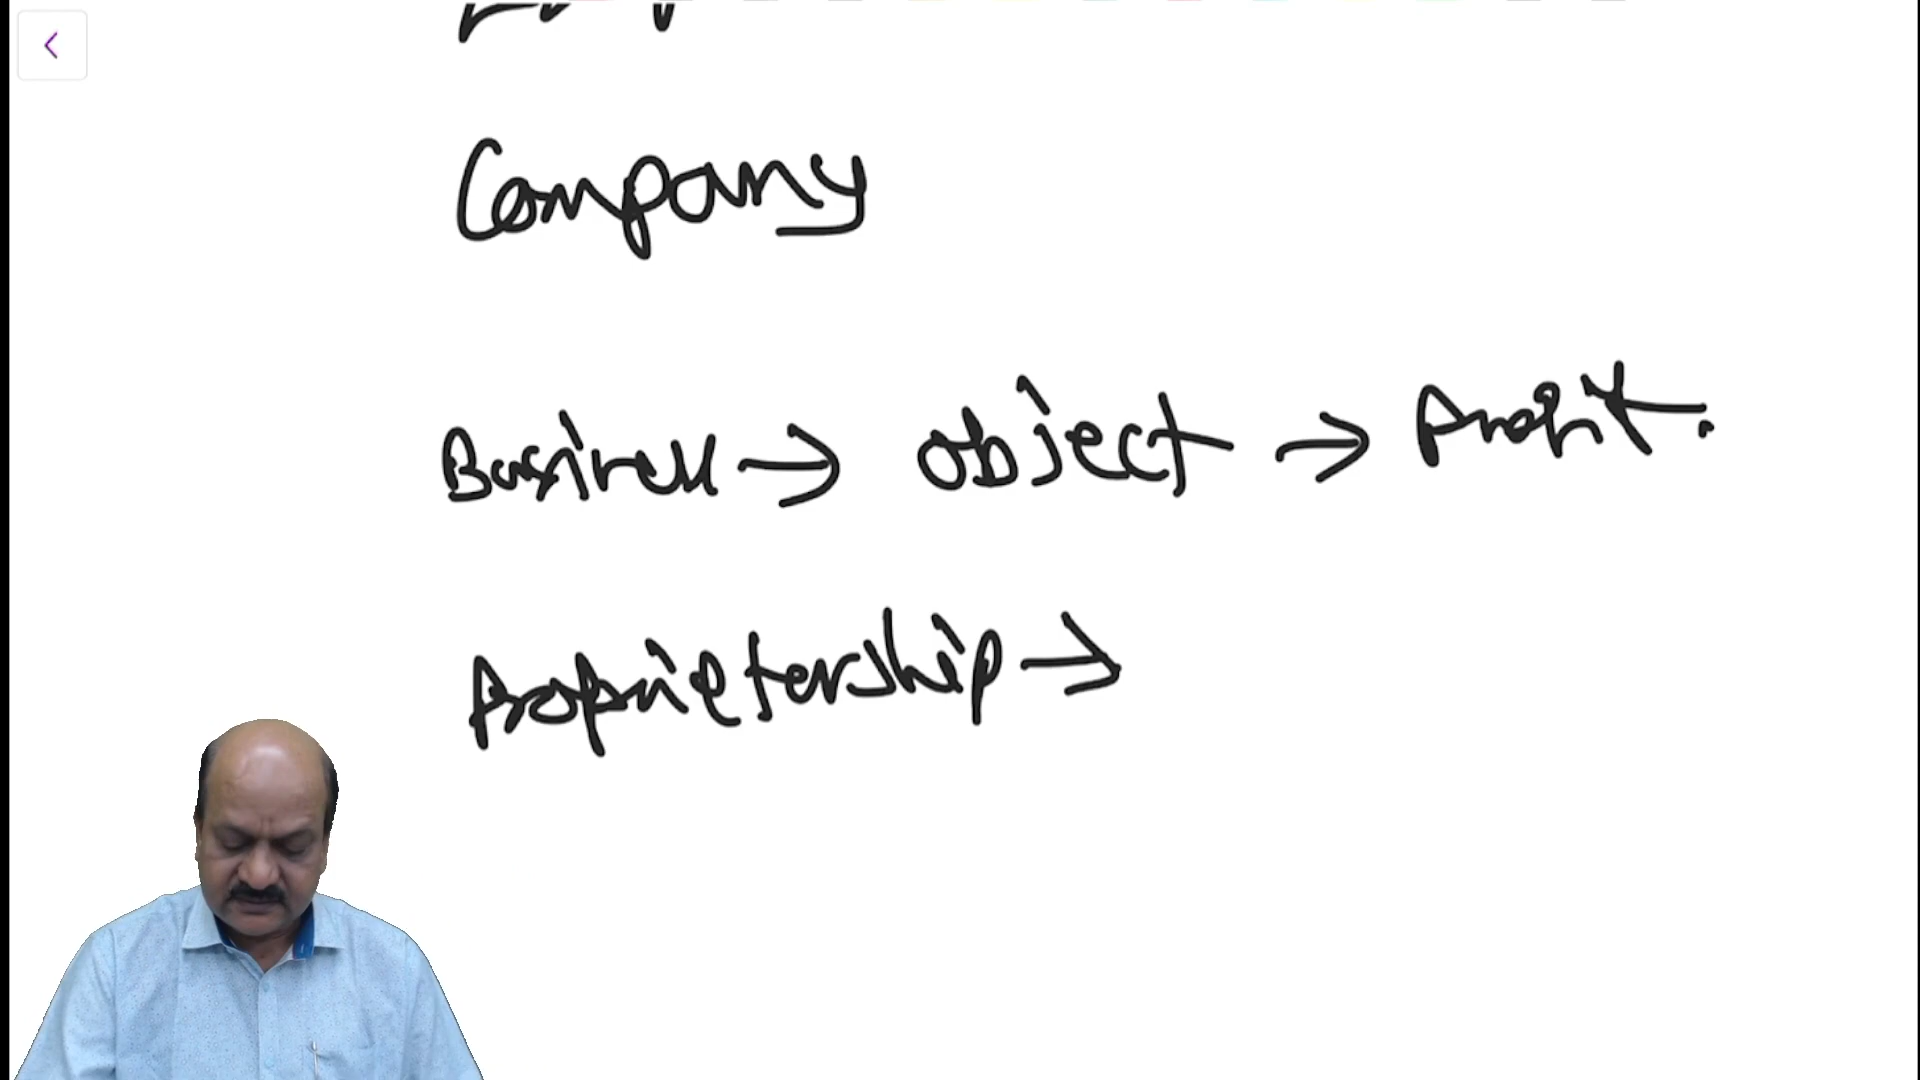 Company
Business → object → Profit.
Proprietership →